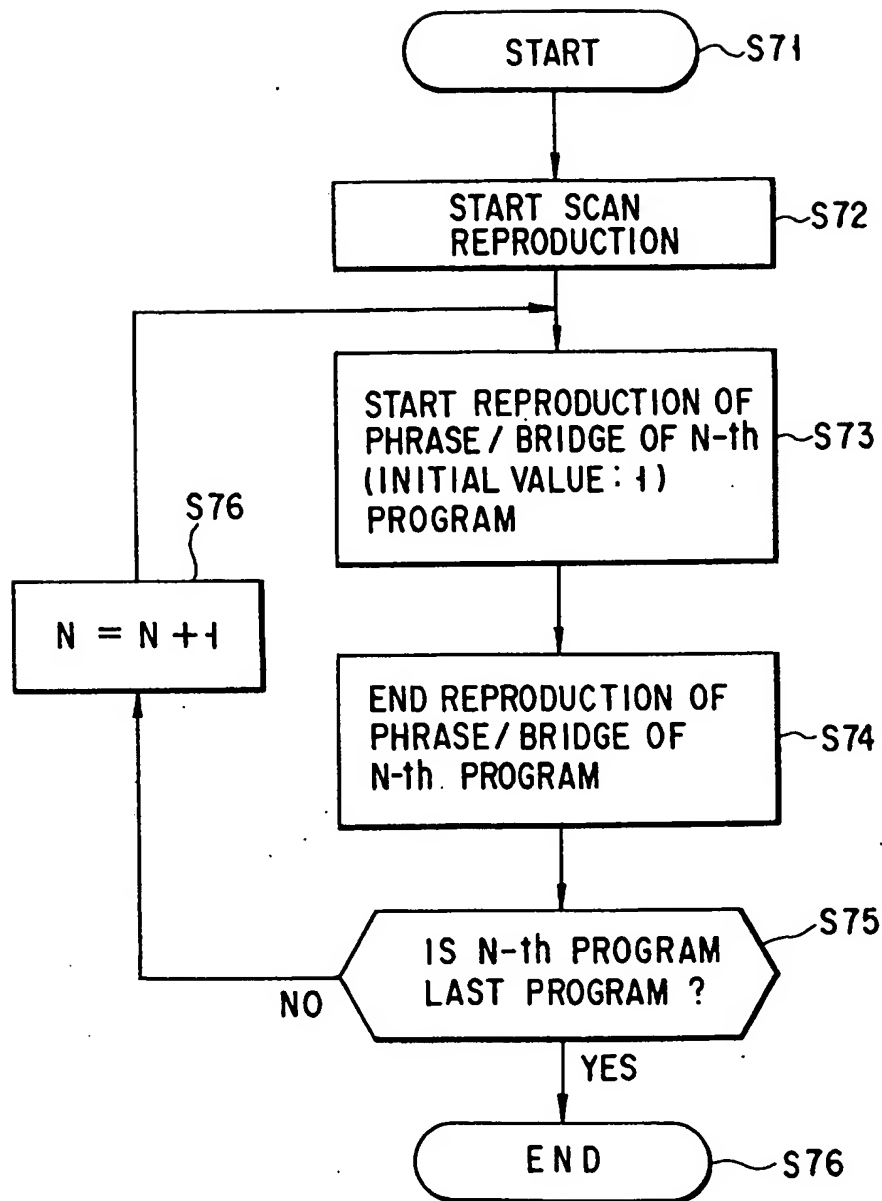 START
S71
START SCAN
REPRODUCTION
S72
START REPRODUCTION OF
PHRASE / BRIDGE OF N-th
(INITIAL VALUE : 1)
PROGRAM
S73
S76
N = N + 1
END REPRODUCTION OF
PHRASE / BRIDGE OF
N-th PROGRAM
S74
IS N-th PROGRAM
LAST PROGRAM ?
S75
NO
YES
END
S76